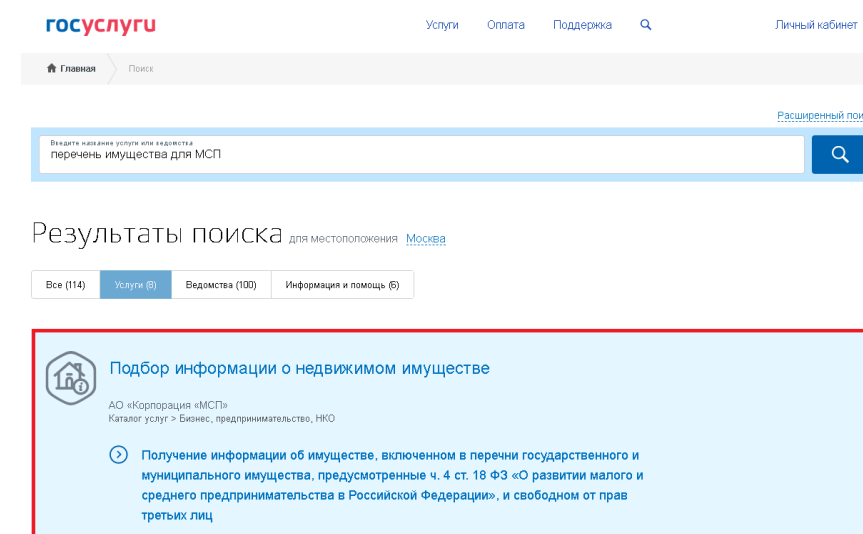 госуслуги
Услуги Оплата Поддержка Личный кабинет
Главная Поиск
Расширенный пои
Введите название услуги или ведомства
перечень имущества для МСП
Результаты поиска для местоположения Москва
Все (114) Услуги (8) Ведомства (100) Информация и помощь (6)
Подбор информации о недвижимом имуществе
АО «Корпорация «МСП»
Каталог услуг > Бизнес, предпринимательство, НКО
Получение информации об имуществе, включенном в перечни государственного и
муниципального имущества, предусмотренные ч. 4 ст. 18 ФЗ «О развитии малого и
среднего предпринимательства в Российской Федерации», и свободном от прав
третьих лиц